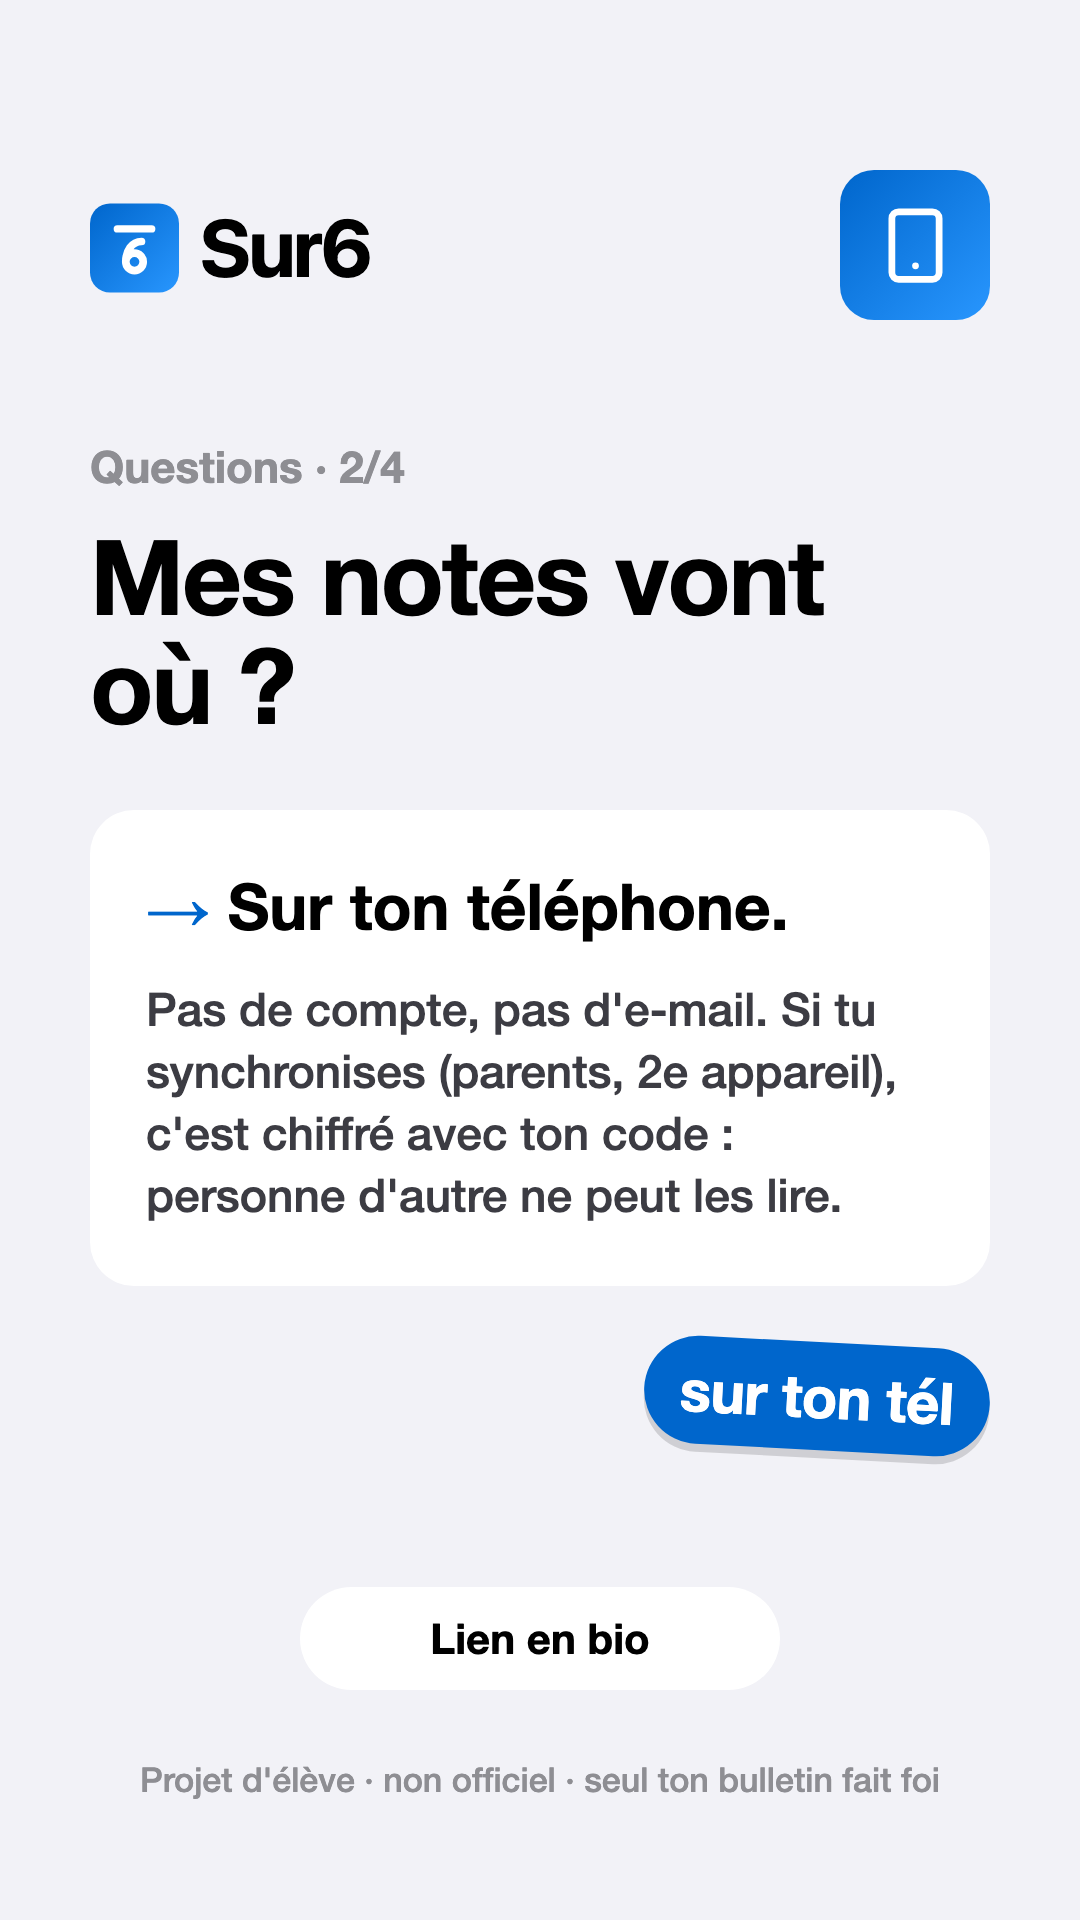 6
Sur6
Questions · 2/4
Mes notes vont
où ?
→ Sur ton téléphone.
Pas de compte, pas d'e-mail. Si tu
synchronises (parents, 2e appareil),
c'est chiffré avec ton code :
personne d'autre ne peut les lire.
sur ton tél
Lien en bio
Projet d'élève · non officiel · seul ton bulletin fait foi